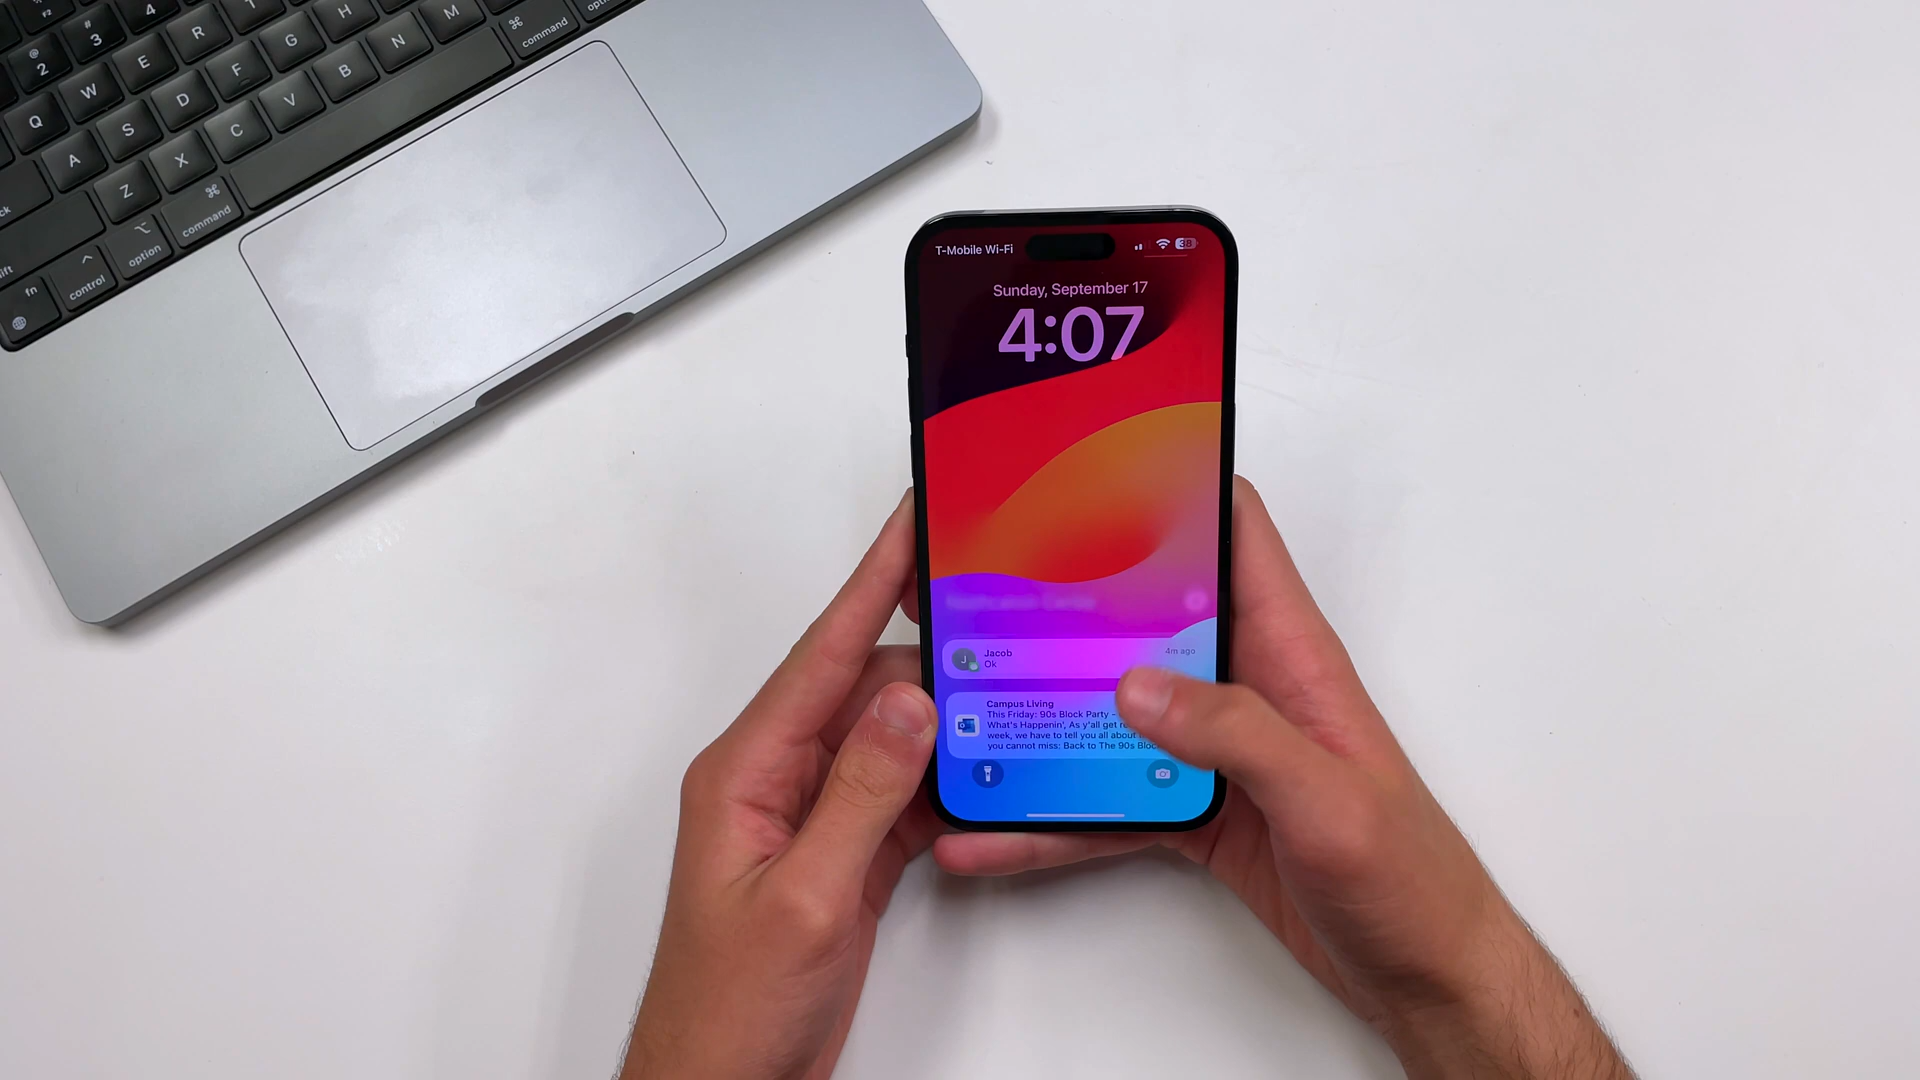 F2
#
3
4
@
2
W
E
R
T
H
M
⌘
command
Q
S
D
F
G
B
N
A
Z
X
C
V
⌘
command
⌥
option
^
control
fn
T-Mobile Wi-Fi
38
Sunday, September 17
4:07
J
Jacob
4m ago
Ok
Campus Living
This Friday: 90s Block Party -
What's Happenin', As y'all get
week, we have to tell you all about
you cannot miss: Back to The 90s